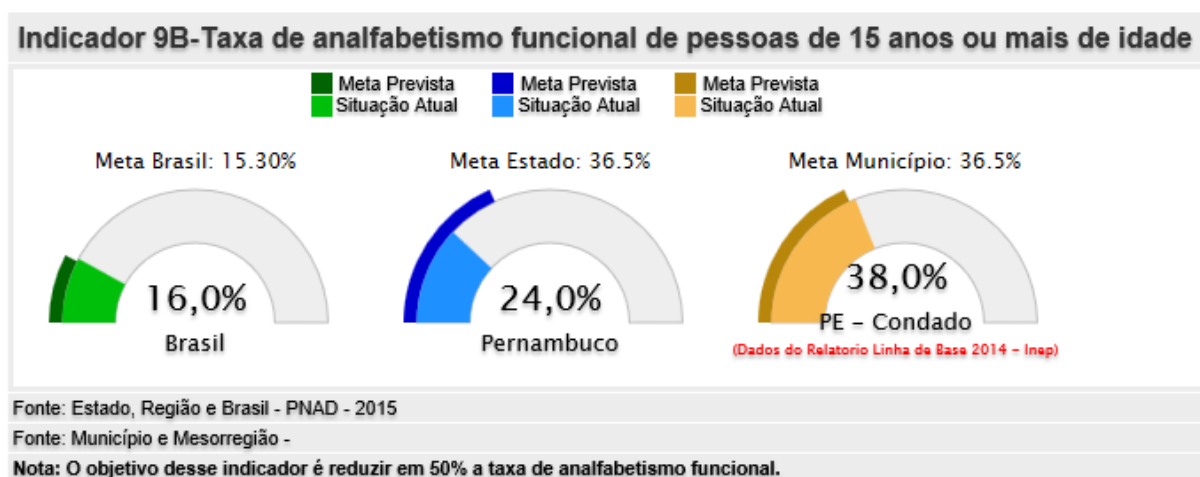 Indicador 9B-Taxa de analfabetismo funcional de pessoas de 15 anos ou mais de idade
Meta Prevista Meta Prevista Meta Prevista
Situação Atual Situação Atual Situação Atual
Meta Brasil: 15.30% Meta Estado: 36.5% Meta Município: 36.5%
16,0% 24,0% 38,0%
Brasil Pernambuco PE – Condado
(Dados do Relatorio Linha de Base 2014 – Inep)
Fonte: Estado, Região e Brasil - PNAD - 2015
Fonte: Município e Mesorregião -
Nota: O objetivo desse indicador é reduzir em 50% a taxa de analfabetismo funcional.